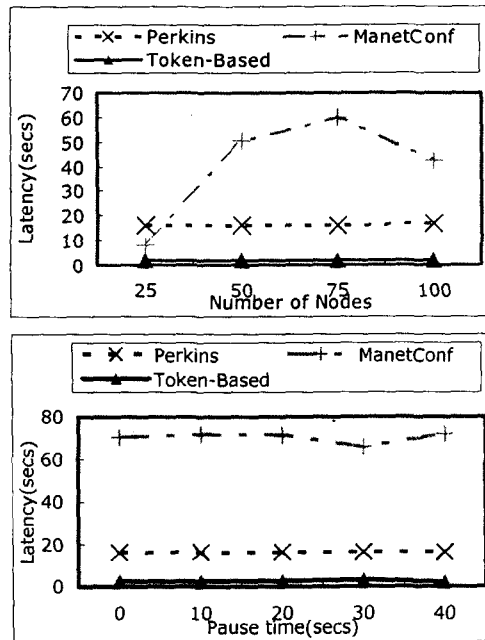 Perkins
ManetConf
Token-Based
Latency(secs)
70
60
50
40
30
20
10
0
25
50
75
100
Number of Nodes
Perkins
ManetConf
Token-Based
Latency(secs)
80
60
40
20
0
0
10
20
30
40
Pause time(secs)